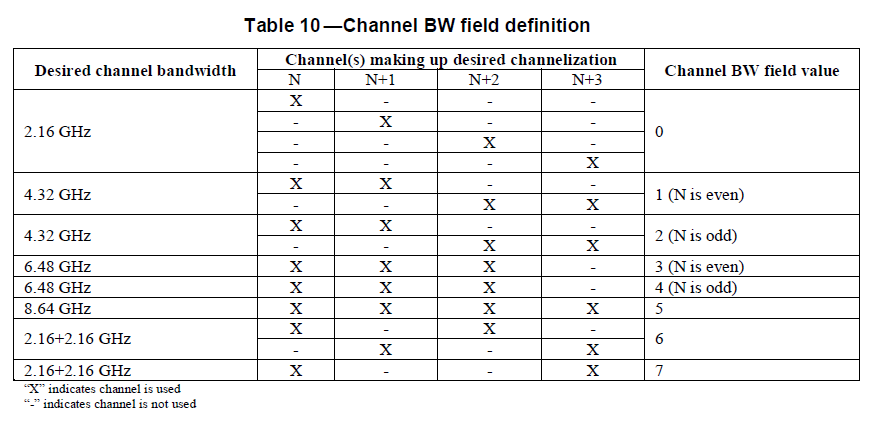 Table 10 —Channel BW field definition
Desired channel bandwidth Channel(s) making up desired channelization Channel BW field value
N N+1 N+2 N+3
2.16 GHz X - - - 0
- X - -
- - X -
- - - X
4.32 GHz X X - - 1 (N is even)
- - X X
4.32 GHz X X - - 2 (N is odd)
- - X X
6.48 GHz X X X - 3 (N is even)
6.48 GHz X X X - 4 (N is odd)
8.64 GHz X X X X 5
2.16+2.16 GHz X - X - 6
- X - X
2.16+2.16 GHz X - - X 7
“X” indicates channel is used
“-” indicates channel is not used